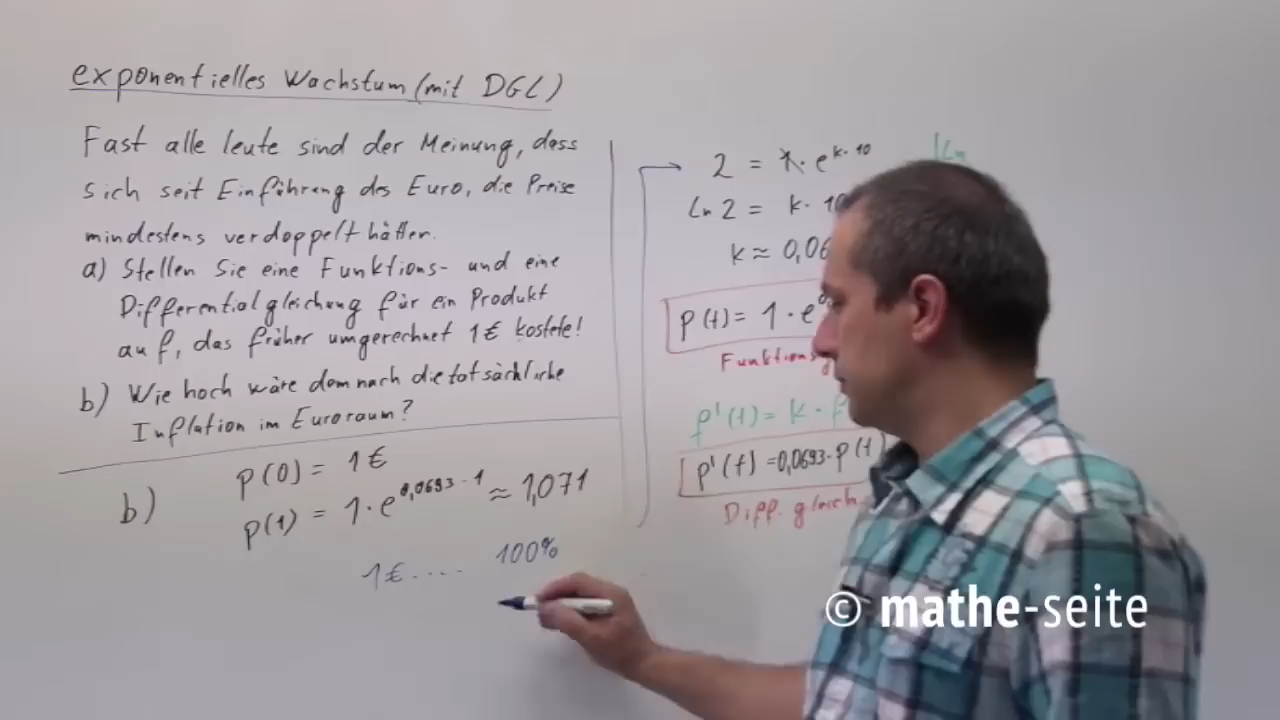 exponentielles Wachstum (mit DGL)
Fast alle leute sind der Meinung, dass
sich seit Einführung des Euro, die Preise
mindestens verdoppelt hätten.
a) Stellen Sie eine Funktions- und eine
Differentialgleichung für ein Produkt
auf, das früher umgerechnet 1€ kostete!
b) Wie hoch wäre demnach die tatsächliche
Inflation im Euroraum?
b) p(0) = 1€
p(1) = 1·e^0,0693·1 ≈ 1,071
1€ .... 100%
2 = 1·e^k·10 | ln
ln 2 = k·10
k ≈ 0,06
p(t) = 1·e
Funktionsg
f'(t) = k·f
p'(t) = 0,0693·p(t)
Diff.gleich
© mathe-seite